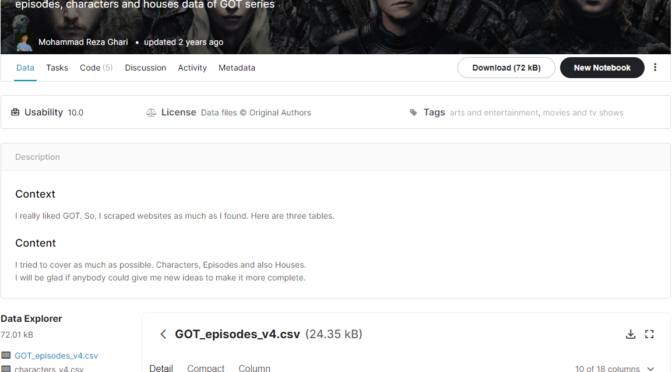 episodes, characters and houses data of GOT series
Mohammad Reza Ghari • updated 2 years ago
Data Tasks Code (5) Discussion Activity Metadata Download (72 kB) New Notebook
Usability 10.0 License Data files © Original Authors Tags arts and entertainment, movies and tv shows
Description
Context
I really liked GOT. So, I scraped websites as much as I found. Here are three tables.
Content
I tried to cover as much as possible. Characters, Episodes and also Houses.
I will be glad if anybody could give me new ideas to make it more complete.
Data Explorer
72.01 kB
GOT_episodes_v4.csv
characters_v4.csv
< GOT_episodes_v4.csv (24.35 kB)
Detail Compact Column 10 of 18 columns